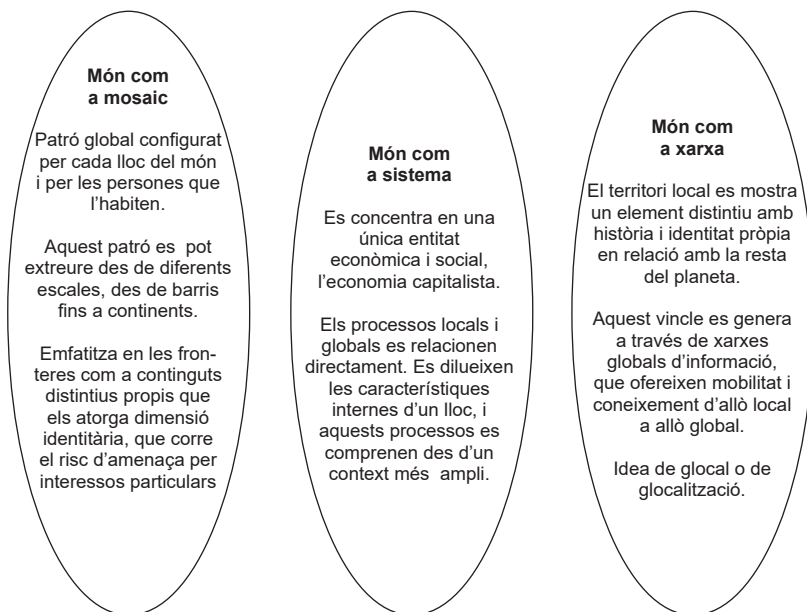 Món com
a mosaic
Patró global configurat
per cada lloc del món
i per les persones que
l’habiten.
Aquest patró es pot
extreure des de diferents
escales, des de barris
fins a continents.
Emfatitza en les fron-
teres com a continguts
distintius propis que
els atorga dimensió
identitària, que corre
el risc d’amenaça per
interessos particulars
Món com
a sistema
Es concentra en una
única entitat
econòmica i social,
l’economia capitalista.
Els processos locals i
globals es relacionen
directament. Es dilueixen
les característiques
internes d’un lloc, i
aquests processos es
comprenen des d’un
context més ampli.
Món com
a xarxa
El territori local es mostra
un element distintiu amb
història i identitat pròpia
en relació amb la resta
del planeta.
Aquest vincle es genera
a través de xarxes
globals d’informació,
que ofereixen mobilitat i
coneixement d’allò local
a allò global.
Idea de glocal o de
glocalització.